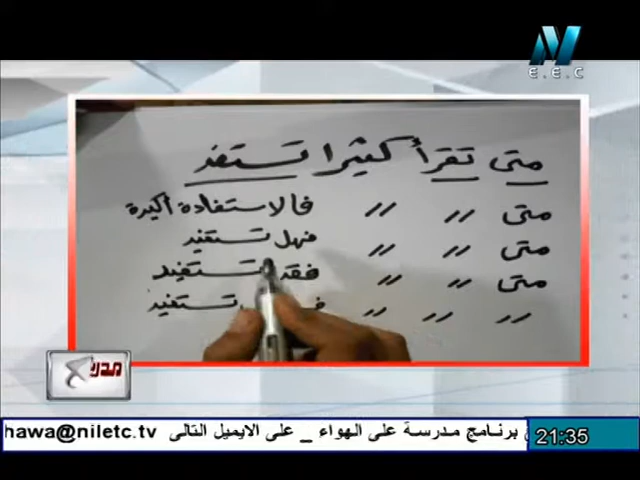 E.E.C
متى تقرأ كثيرا تستفد
متى 〃 〃 فالاستفادة أكيدة
متى 〃 〃 فهل تستفيد
متى 〃 〃 فقد تستفيد
〃 〃 〃 تستفيد
برنامج مدرسة على الهواء _ على الايميل التالى hawa@niletc.tv
21:35